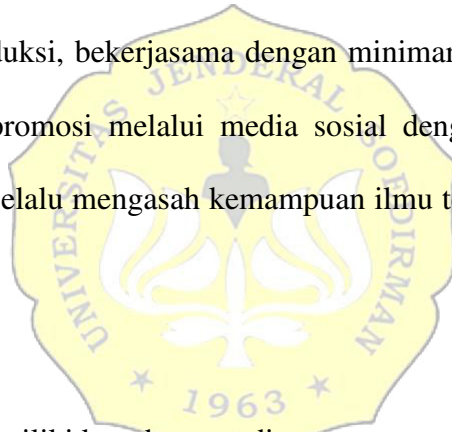 duksi, bekerjasama dengan minimar
promosi melalui media sosial deng
elalu mengasah kemampuan ilmu t
UNIVERSITAS JENDERAL SOEDIRMAN
1963